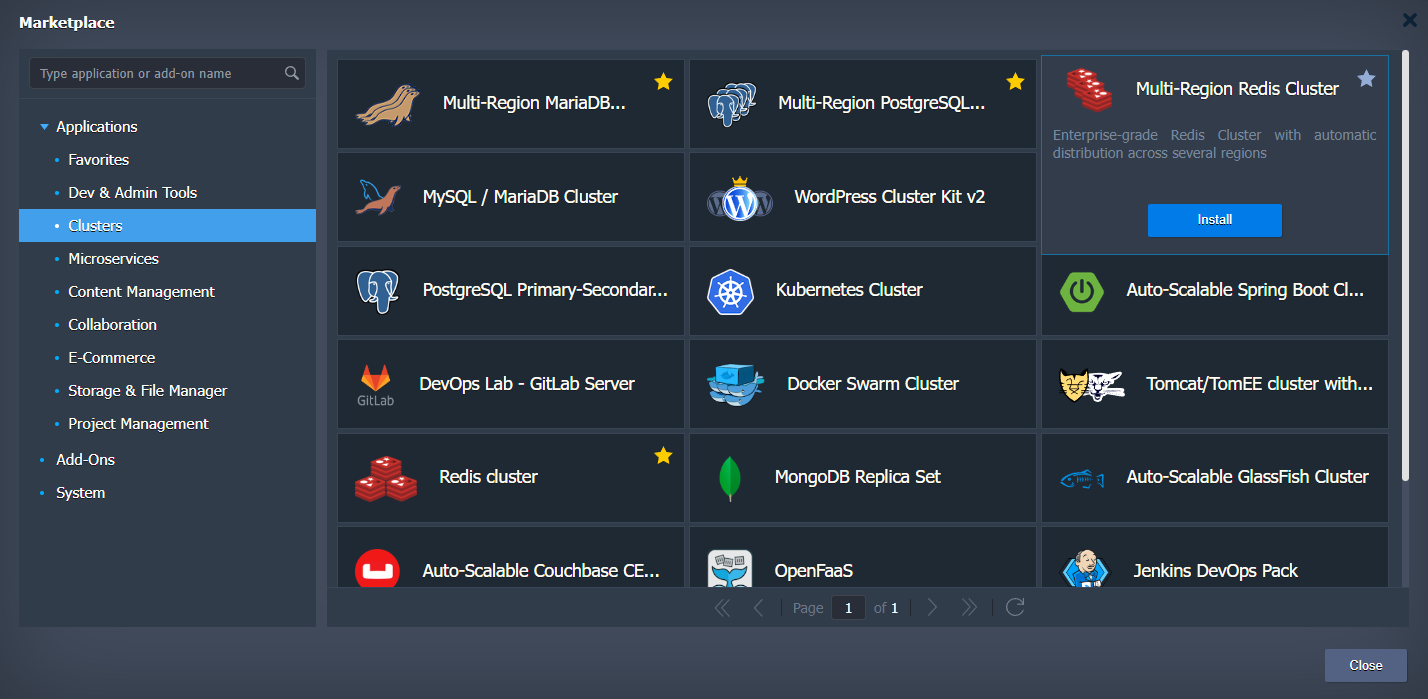 Marketplace
Type application or add-on name
Applications
Favorites
Dev & Admin Tools
Clusters
Microservices
Content Management
Collaboration
E-Commerce
Storage & File Manager
Project Management
Add-Ons
System
Multi-Region MariaDB...
Multi-Region PostgreSQL...
Multi-Region Redis Cluster
Enterprise-grade Redis Cluster with automatic
distribution across several regions
Install
MySQL / MariaDB Cluster
WordPress Cluster Kit v2
PostgreSQL Primary-Secondar...
Kubernetes Cluster
Auto-Scalable Spring Boot Cl...
GitLab
DevOps Lab - GitLab Server
Docker Swarm Cluster
Tomcat/TomEE cluster with...
Redis cluster
MongoDB Replica Set
Auto-Scalable GlassFish Cluster
Auto-Scalable Couchbase CE...
OpenFaaS
Jenkins DevOps Pack
Page 1 of 1
Close